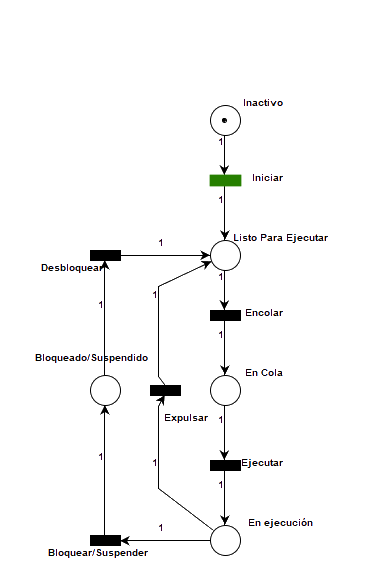 Inactivo
1
Iniciar
1
Listo Para Ejecutar
1
Desbloquear
1
1
1
Encolar
1
Bloqueado/Suspendido
En Cola
Expulsar
1
1
1
Ejecutar
1
En ejecución
1
Bloquear/Suspender